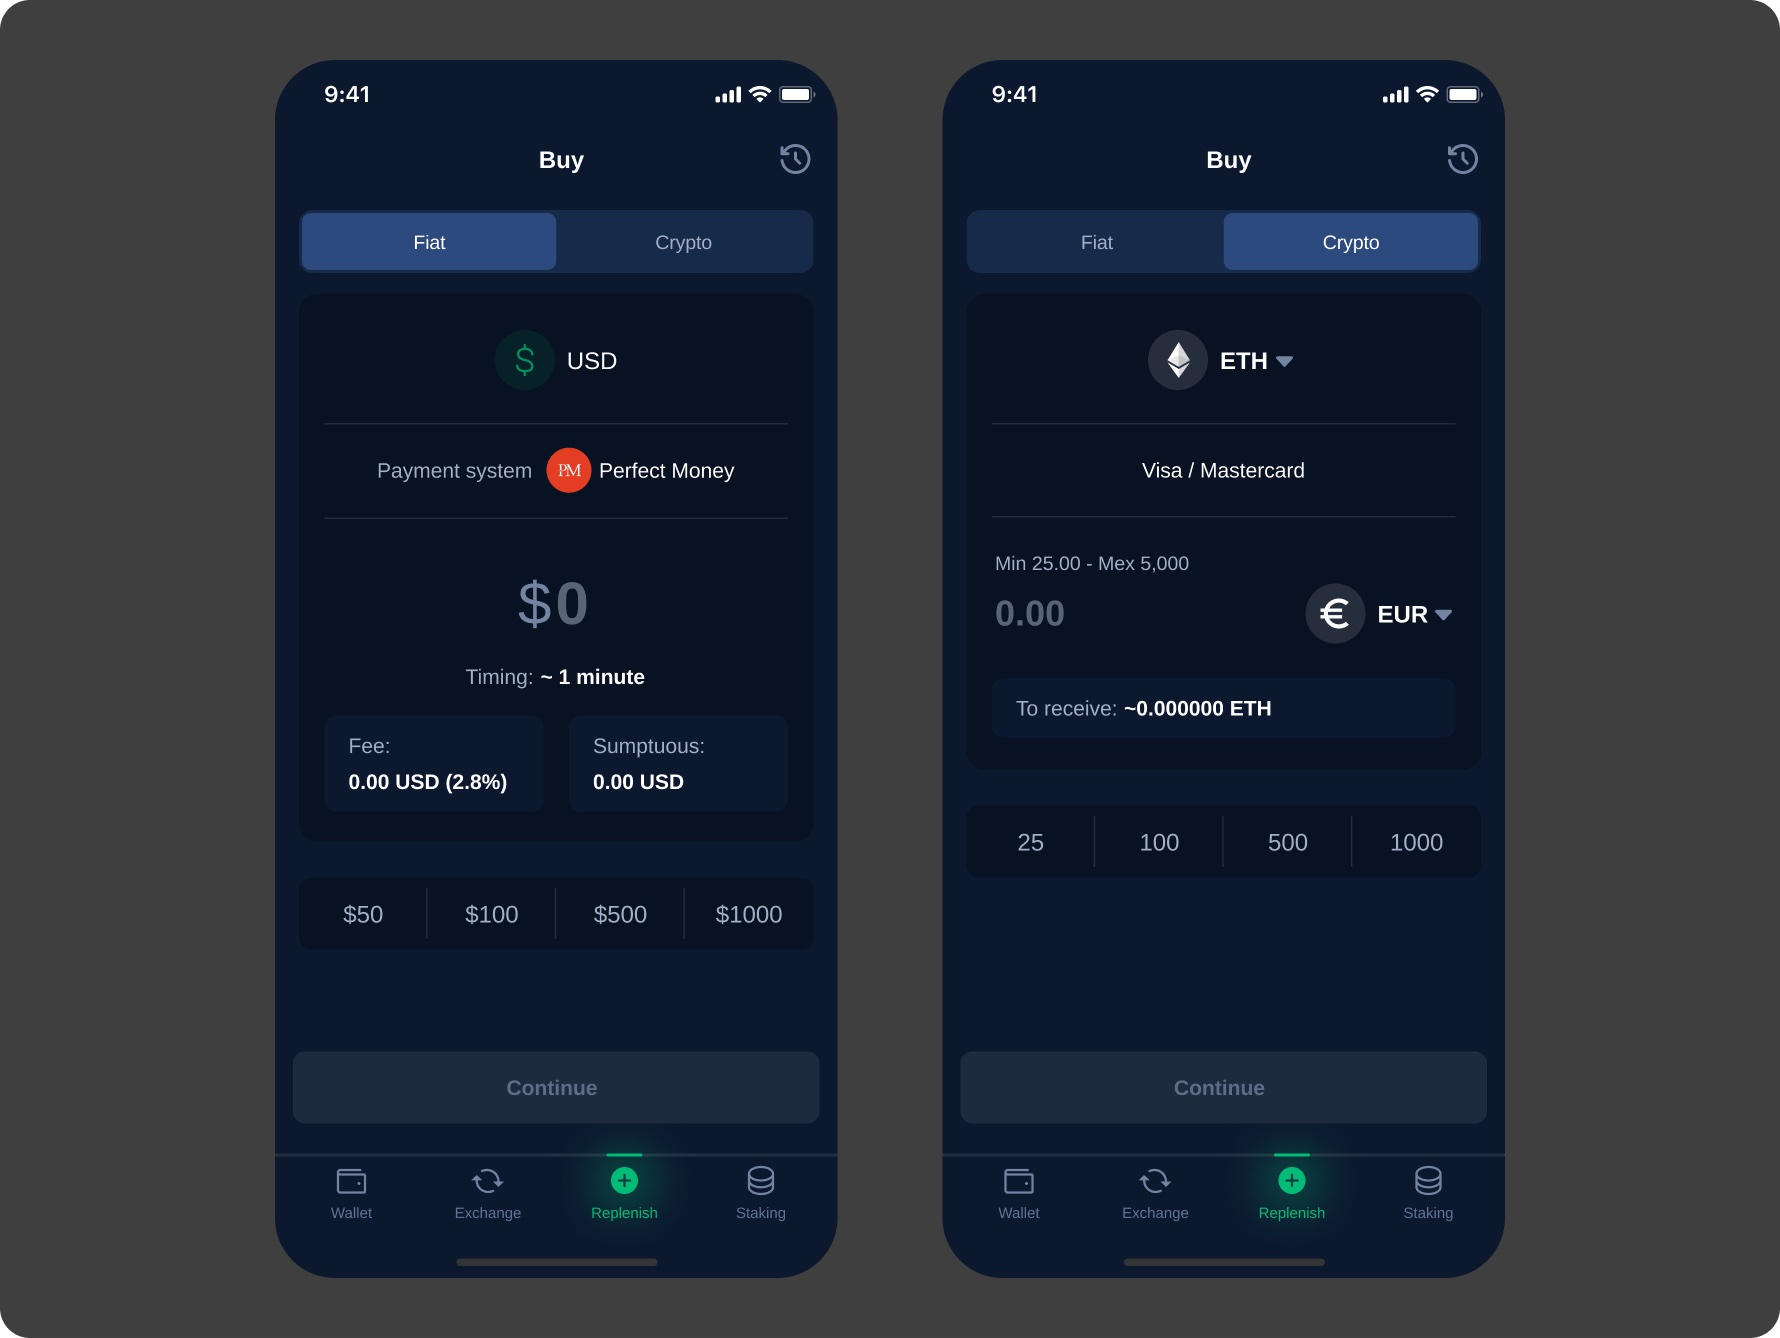 9:41
Buy
Fiat Crypto
$ USD
Payment system PM Perfect Money
$0
Timing: ~ 1 minute
Fee: Sumptuous:
0.00 USD (2.8%) 0.00 USD
$50 $100 $500 $1000
Continue
Wallet Exchange Replenish Staking
9:41
Buy
Fiat Crypto
ETH
Visa / Mastercard
Min 25.00 - Mex 5,000
0.00 € EUR
To receive: ~0.000000 ETH
25 100 500 1000
Continue
Wallet Exchange Replenish Staking